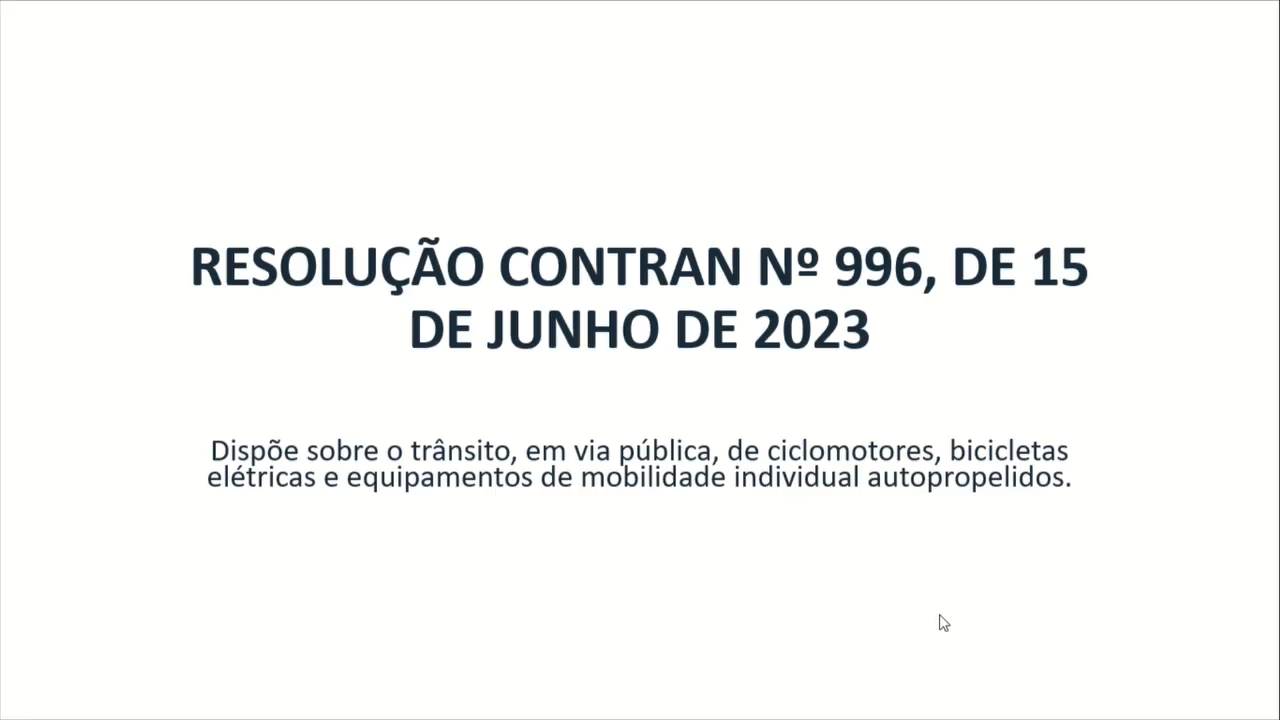 RESOLUÇÃO CONTRAN Nº 996, DE 15
DE JUNHO DE 2023
Dispõe sobre o trânsito, em via pública, de ciclomotores, bicicletas
elétricas e equipamentos de mobilidade individual autopropelidos.